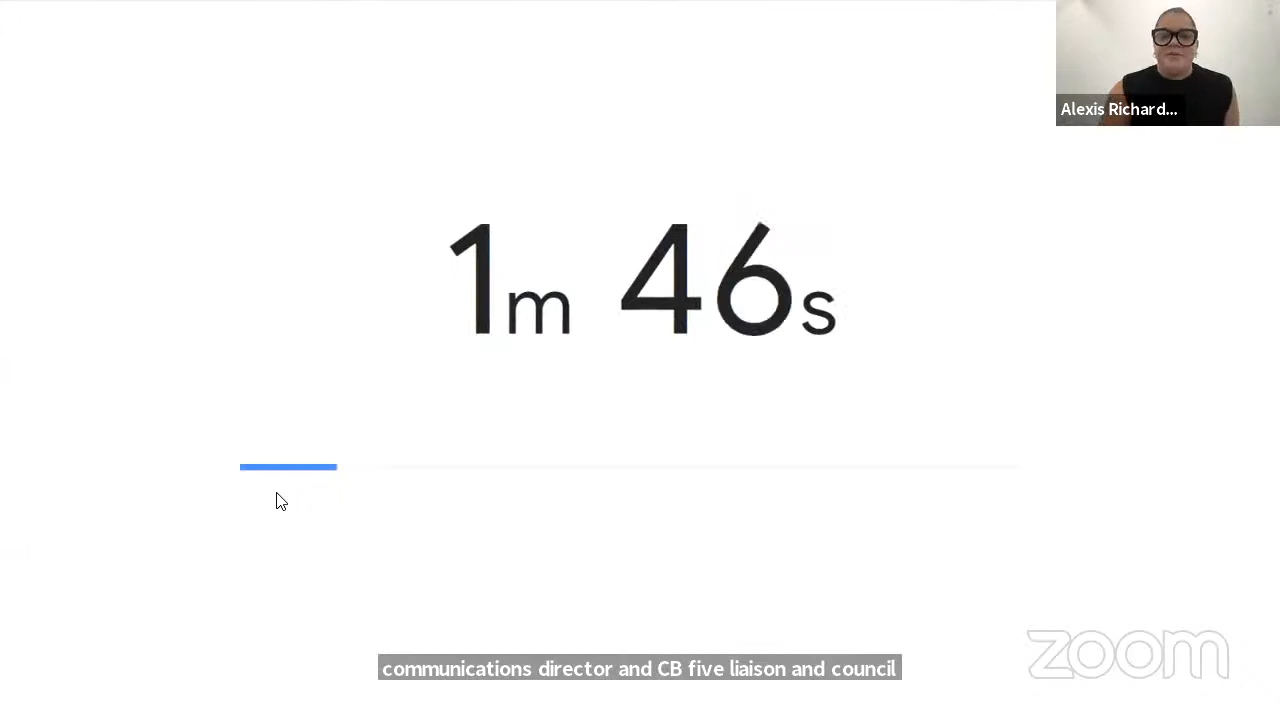 Alexis Richard...
1m 46s
zoom
communications director and CB five liaison and council